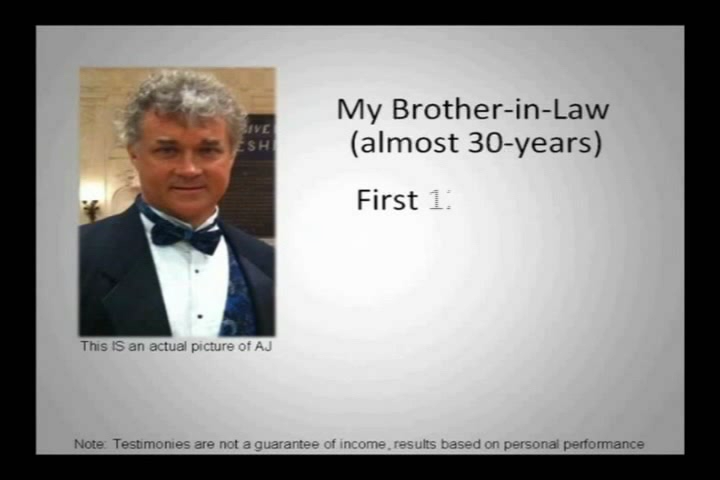 My Brother-in-Law
(almost 30-years)
First
This IS an actual picture of AJ
Note: Testimonies are not a guarantee of income, results based on personal performance